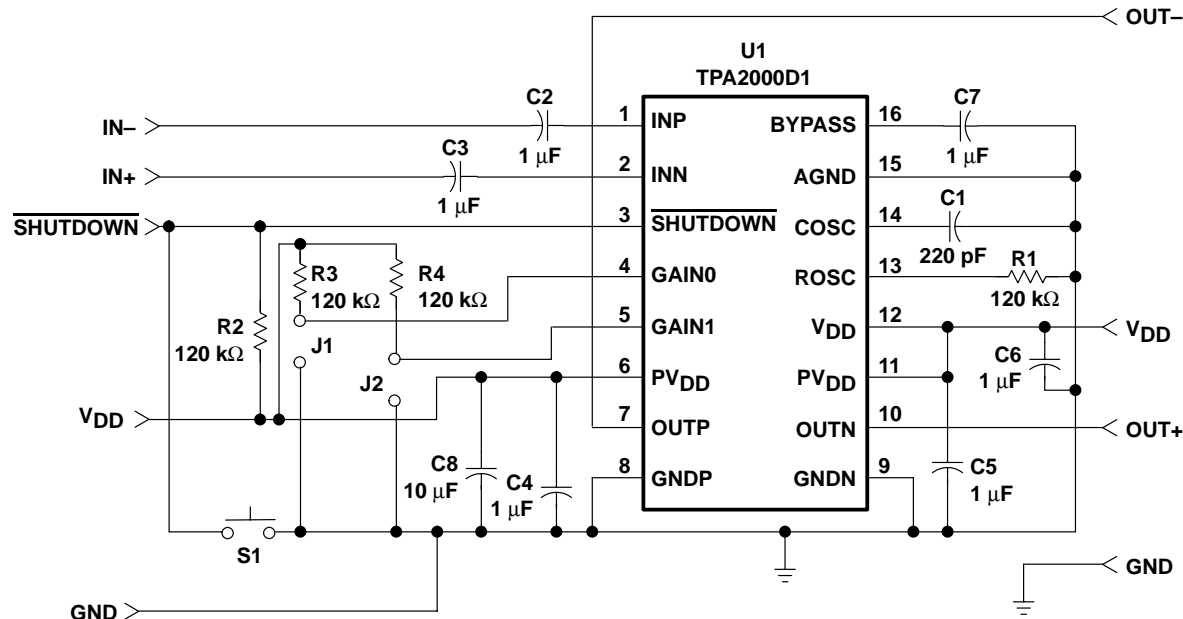 OUT–
U1
TPA2000D1
C2
C7
IN–
1
INP
BYPASS
16
1 µF
C3
1 µF
IN+
2
INN
AGND
15
1 µF
C1
SHUTDOWN
3
SHUTDOWN
COSC
14
220 pF
R1
R3
R4
4
GAIN0
ROSC
13
120 kΩ
120 kΩ
120 kΩ
R2
5
GAIN1
VDD
12
VDD
120 kΩ
J1
C6
J2
6
PVDD
PVDD
11
1 µF
VDD
7
OUTP
OUTN
10
OUT+
C8
C5
10 µF
C4
8
GNDP
GNDN
9
1 µF
1 µF
S1
GND
GND